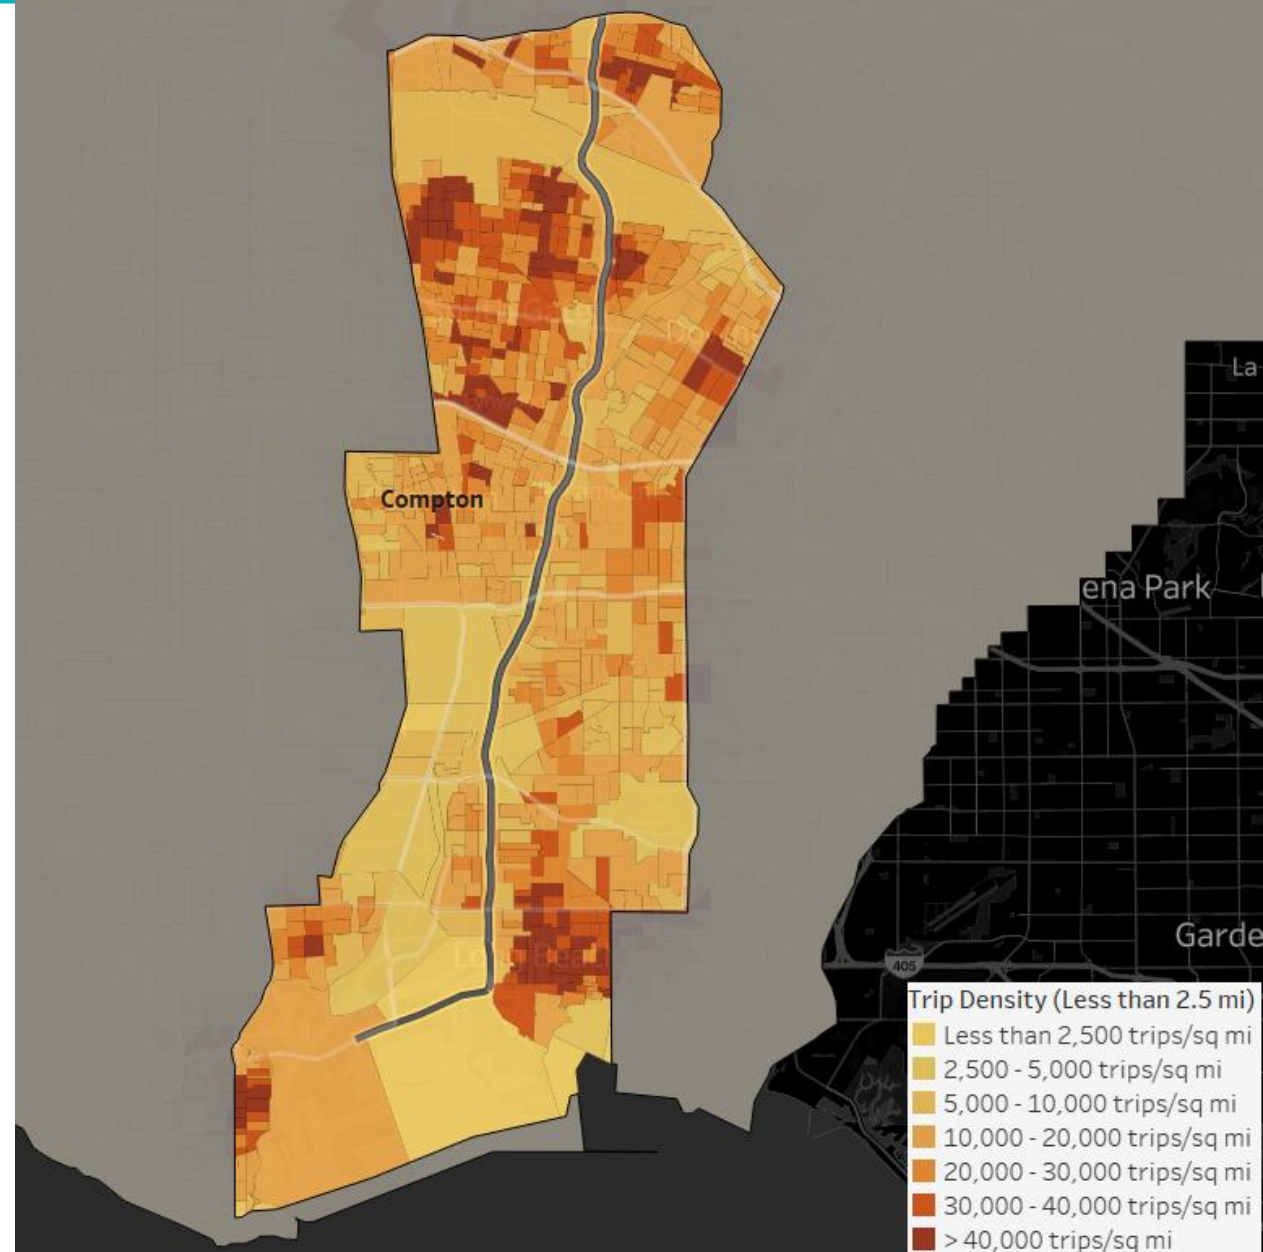 La
Compton
ena Park
Garde
405
Trip Density (Less than 2.5 mi)
Less than 2,500 trips/sq mi
2,500 - 5,000 trips/sq mi
5,000 - 10,000 trips/sq mi
10,000 - 20,000 trips/sq mi
20,000 - 30,000 trips/sq mi
30,000 - 40,000 trips/sq mi
> 40,000 trips/sq mi